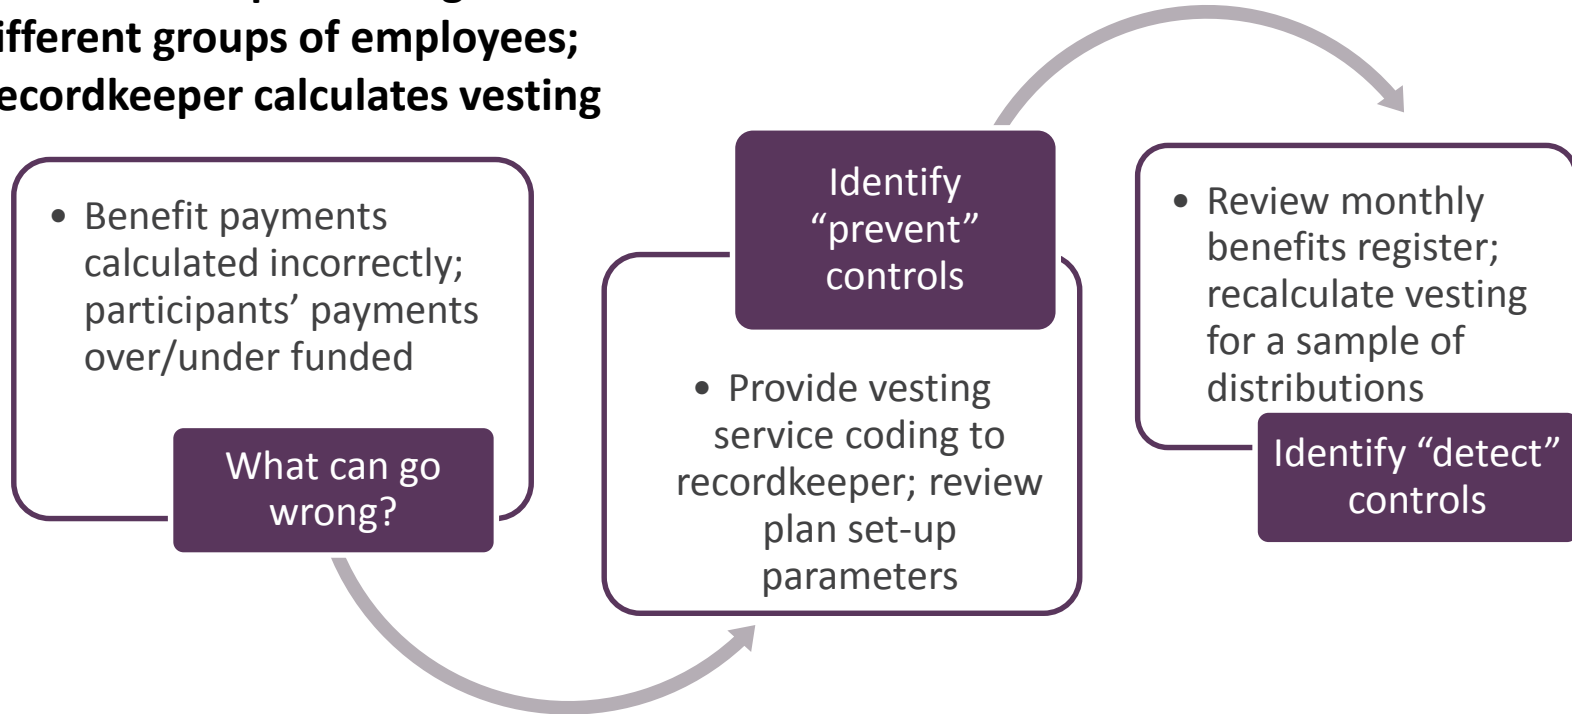 different groups of employees;
recordkeeper calculates vesting
• Benefit payments
calculated incorrectly;
participants’ payments
over/under funded
What can go
wrong?
Identify
“prevent”
controls
• Provide vesting
service coding to
recordkeeper; review
plan set-up
parameters
• Review monthly
benefits register;
recalculate vesting
for a sample of
distributions
Identify “detect”
controls